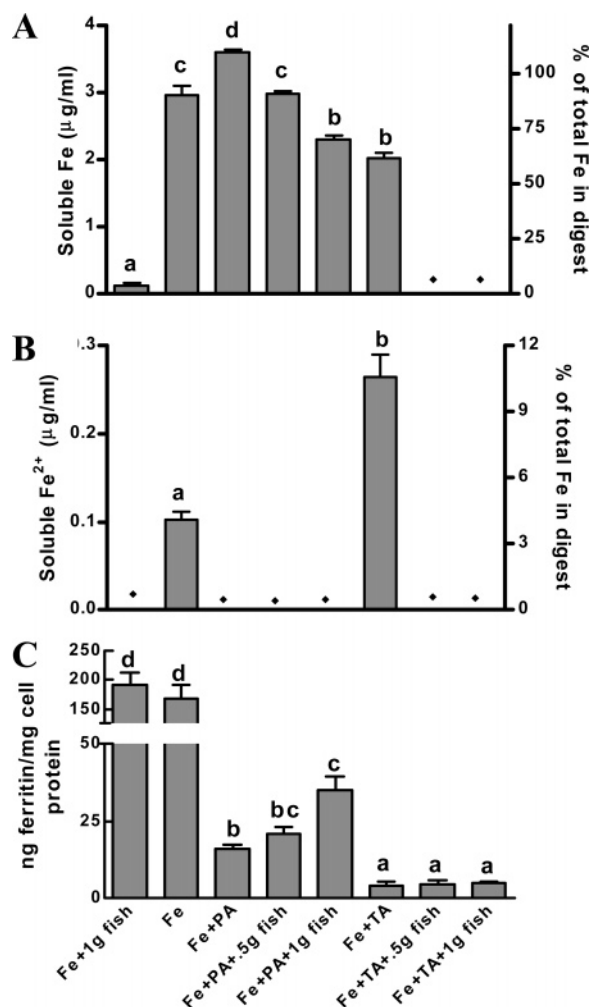 A
Soluble Fe (μg/ml)
4
3
2
1
0
a
c
d
c
b
b
100
75
50
25
0
% of total Fe in digest
B
Soluble Fe2+ (μg/ml)
0.3
0.2
0.1
0.0
a
b
12
9
6
3
0
% of total Fe in digest
C
ng ferritin/mg cell
protein
250
200
150
50
25
0
d
d
b
bc
c
a
a
a
Fe+1g fish
Fe
Fe+PA
Fe+PA+.5g fish
Fe+PA+1g fish
Fe+TA
Fe+TA+.5g fish
Fe+TA+1g fish